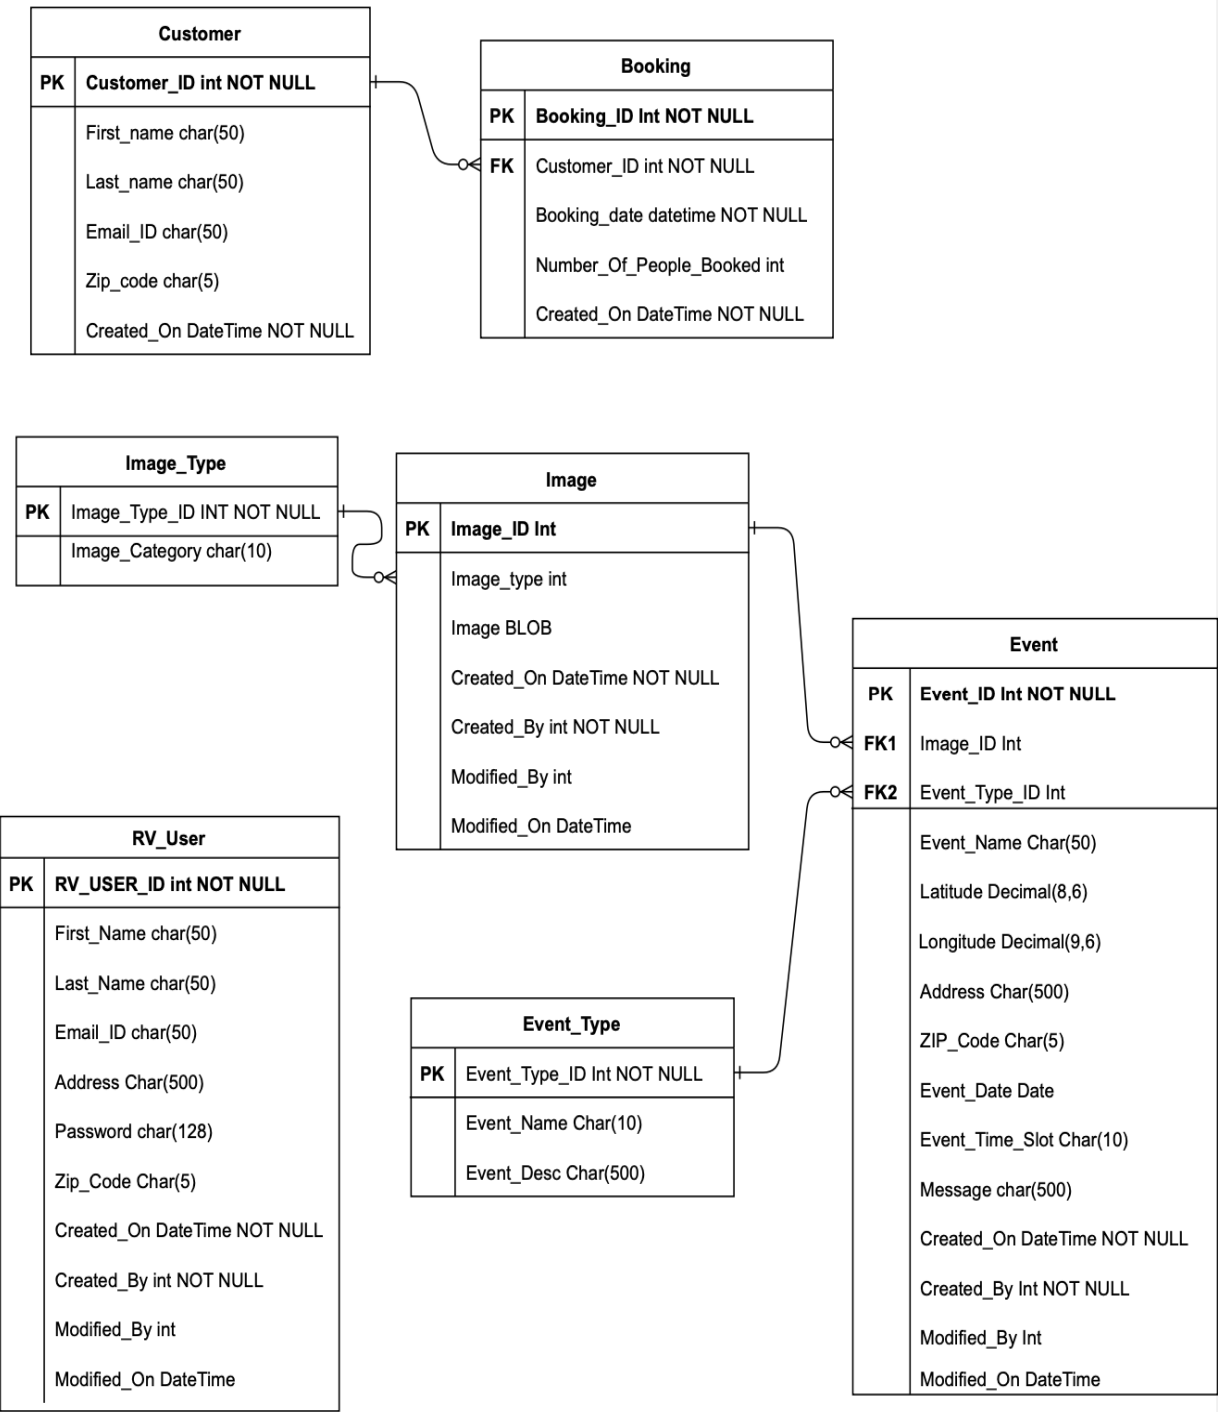 Customer
PK Customer_ID int NOT NULL
First_name char(50)
Last_name char(50)
Email_ID char(50)
Zip_code char(5)
Created_On DateTime NOT NULL
Booking
PK Booking_ID Int NOT NULL
FK Customer_ID int NOT NULL
Booking_date datetime NOT NULL
Number_Of_People_Booked int
Created_On DateTime NOT NULL
Image_Type
PK Image_Type_ID INT NOT NULL
Image_Category char(10)
Image
PK Image_ID Int
Image_type int
Image BLOB
Created_On DateTime NOT NULL
Created_By int NOT NULL
Modified_By int
Modified_On DateTime
Event
PK Event_ID Int NOT NULL
FK1 Image_ID Int
FK2 Event_Type_ID Int
Event_Name Char(50)
Latitude Decimal(8,6)
Longitude Decimal(9,6)
Address Char(500)
ZIP_Code Char(5)
Event_Date Date
Event_Time_Slot Char(10)
Message char(500)
Created_On DateTime NOT NULL
Created_By Int NOT NULL
Modified_By Int
Modified_On DateTime
RV_User
PK RV_USER_ID int NOT NULL
First_Name char(50)
Last_Name char(50)
Email_ID char(50)
Address Char(500)
Password char(128)
Zip_Code Char(5)
Created_On DateTime NOT NULL
Created_By int NOT NULL
Modified_By int
Modified_On DateTime
Event_Type
PK Event_Type_ID Int NOT NULL
Event_Name Char(10)
Event_Desc Char(500)